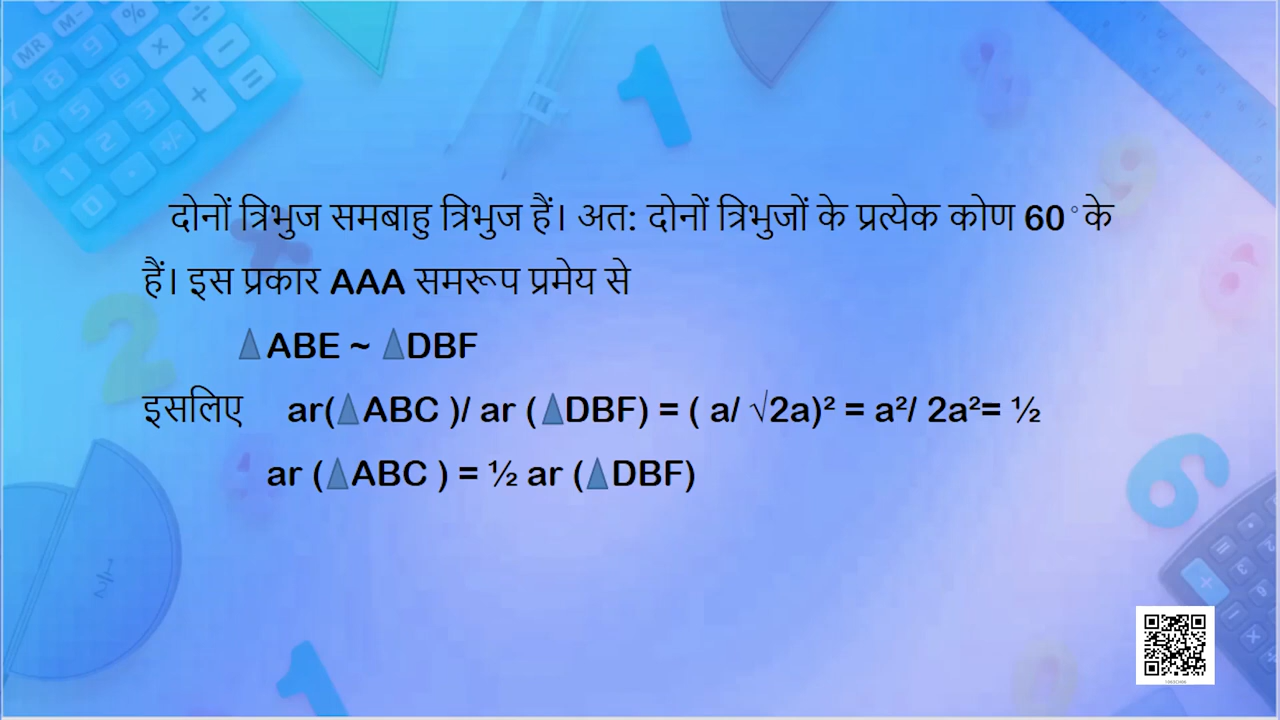 दोनों त्रिभुज समबाहु त्रिभुज हैं। अत: दोनों त्रिभुजों के प्रत्येक कोण 60°के
हैं। इस प्रकार AAA समरूप प्रमेय से
△ABE ~ △DBF
इसलिए ar(△ABC )/ ar (△DBF) = ( a/ √2a)² = a²/ 2a²= ½
ar (△ABC ) = ½ ar (△DBF)